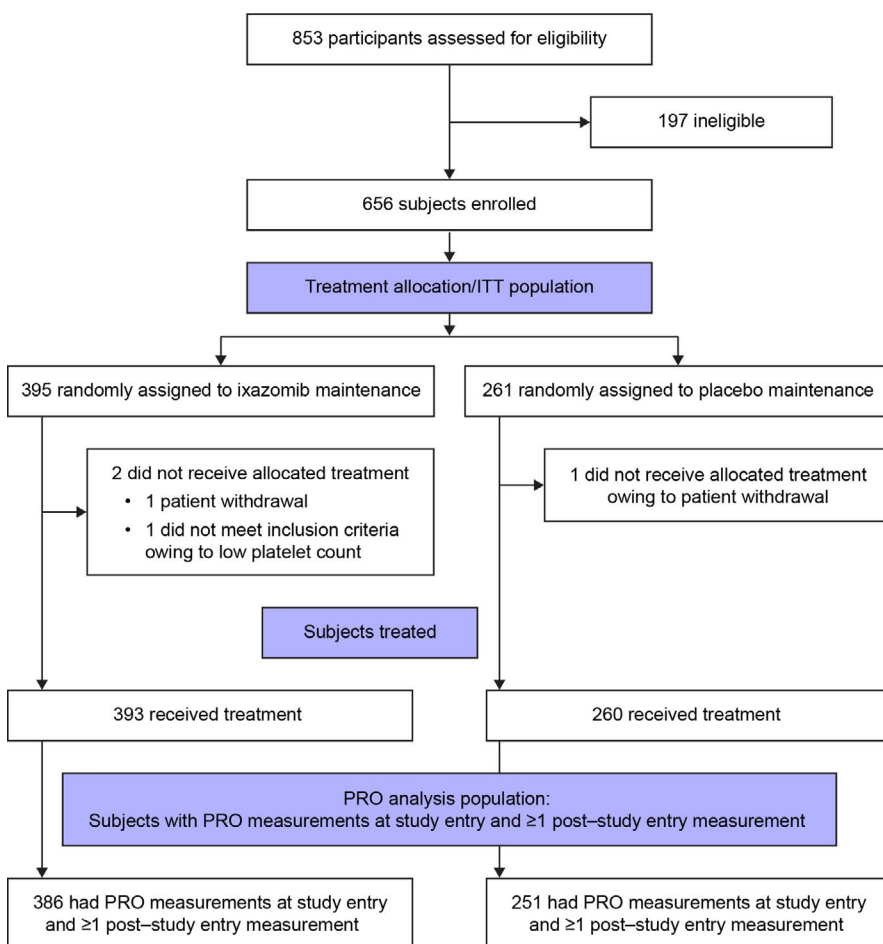 853 participants assessed for eligibility
197 ineligible
656 subjects enrolled
Treatment allocation/ITT population
395 randomly assigned to ixazomib maintenance
261 randomly assigned to placebo maintenance
2 did not receive allocated treatment
• 1 patient withdrawal
• 1 did not meet inclusion criteria
owing to low platelet count
1 did not receive allocated treatment
owing to patient withdrawal
Subjects treated
393 received treatment
260 received treatment
PRO analysis population:
Subjects with PRO measurements at study entry and ≥1 post–study entry measurement
386 had PRO measurements at study entry
and ≥1 post–study entry measurement
251 had PRO measurements at study entry
and ≥1 post–study entry measurement